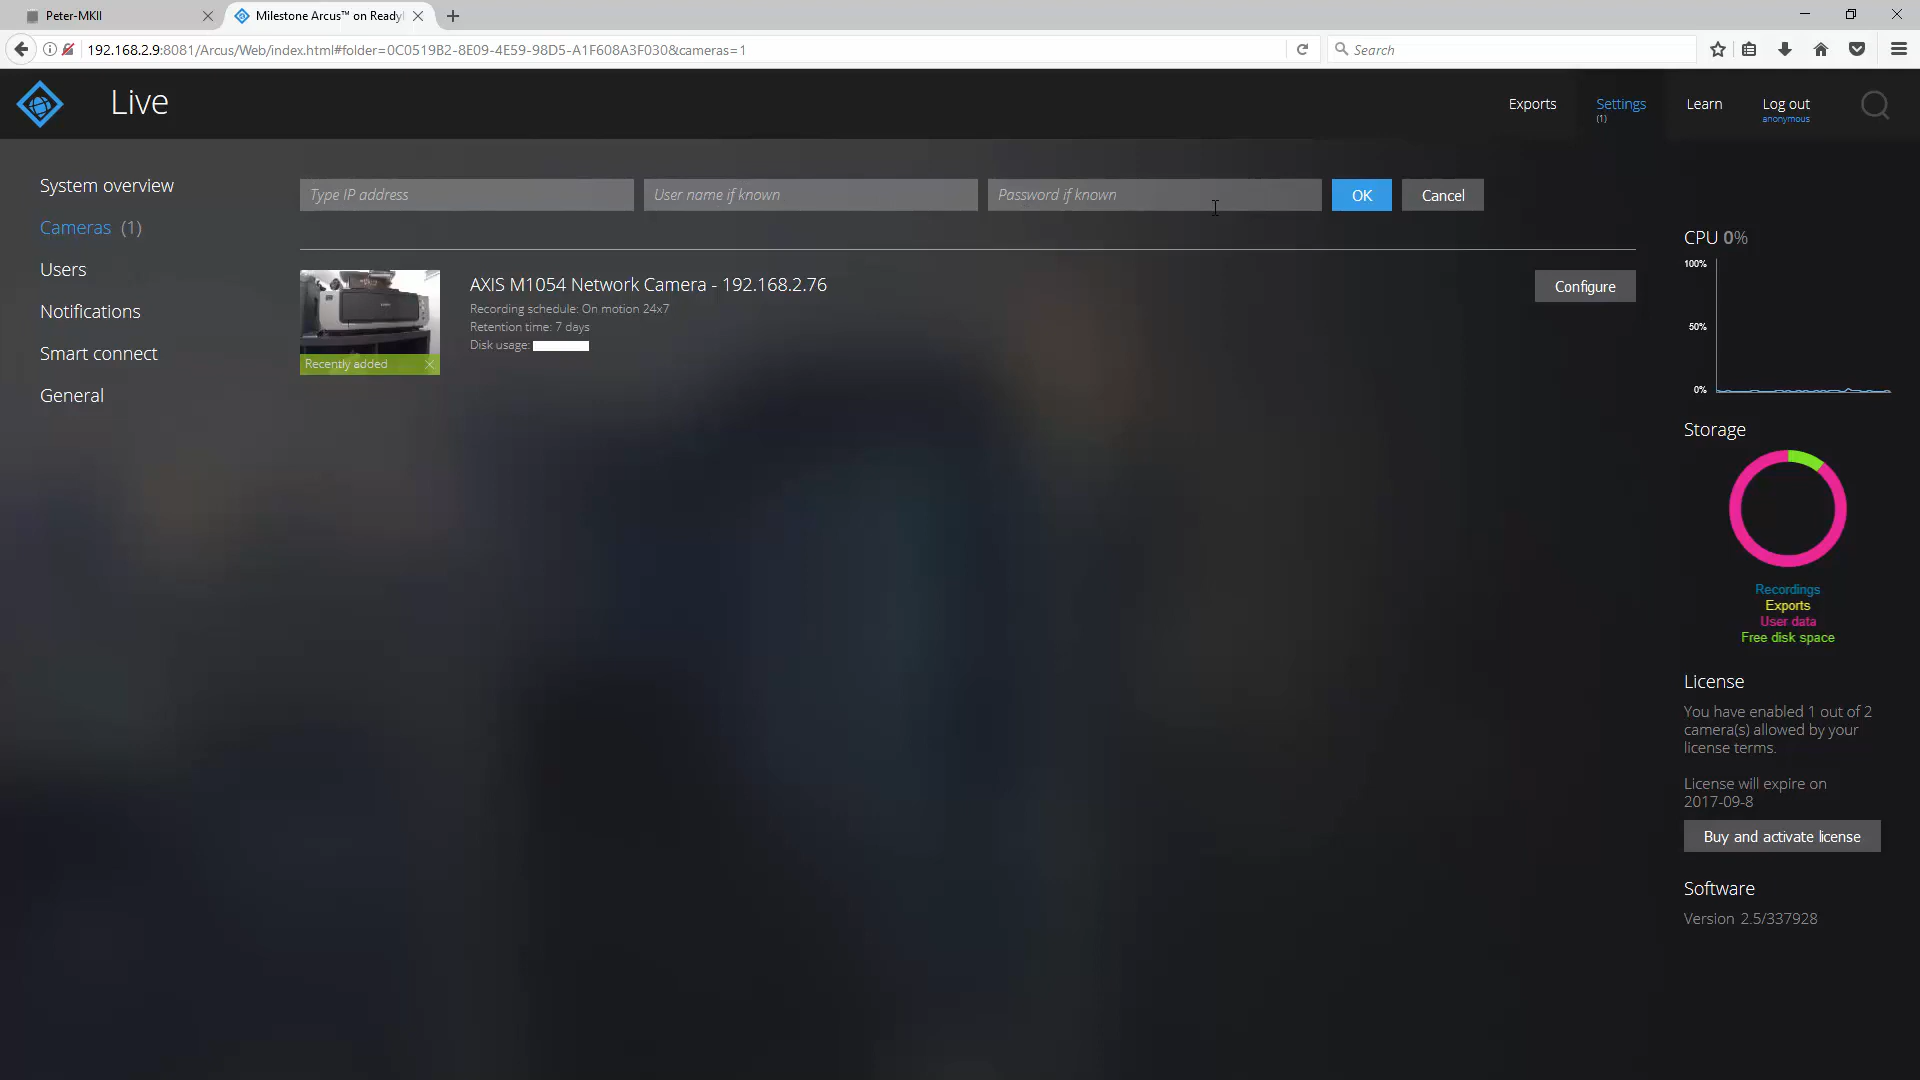 Peter-MKII
Milestone Arcus™ on Ready
192.168.2.9:8081/Arcus/Web/index.html#folder=0C0519B2-8E09-4E59-98D5-A1F608A3F030&cameras=1
Search
Live
Exports
Settings
(1)
Learn
Log out
anonymous
System overview
Cameras (1)
Users
Notifications
Smart connect
General
Type IP address
User name if known
Password if known
OK
Cancel
AXIS M1054 Network Camera - 192.168.2.76
Recording schedule: On motion 24x7
Retention time: 7 days
Disk usage:
Recently added
Configure
CPU 0%
100%
50%
0%
Storage
Recordings
Exports
User data
Free disk space
License
You have enabled 1 out of 2
camera(s) allowed by your
license terms.
License will expire on
2017-09-8
Buy and activate license
Software
Version 2.5/337928